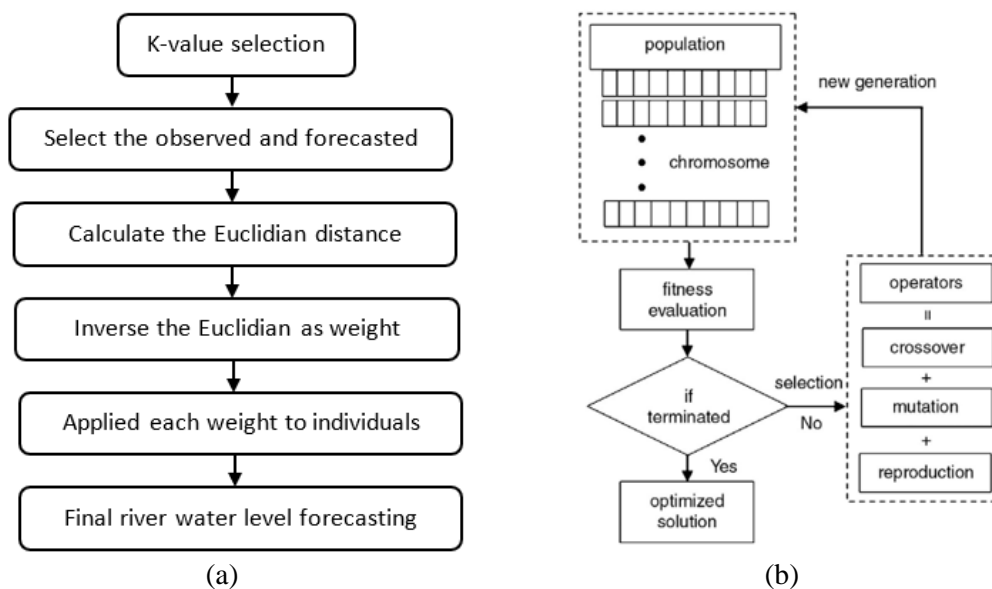 K-value selection
Select the observed and forecasted
Calculate the Euclidian distance
Inverse the Euclidian as weight
Applied each weight to individuals
Final river water level forecasting
(a)
population
chromosome
new generation
fitness
evaluation
if
terminated
selection
No
Yes
optimized
solution
operators
=
crossover
+
mutation
+
reproduction
(b)